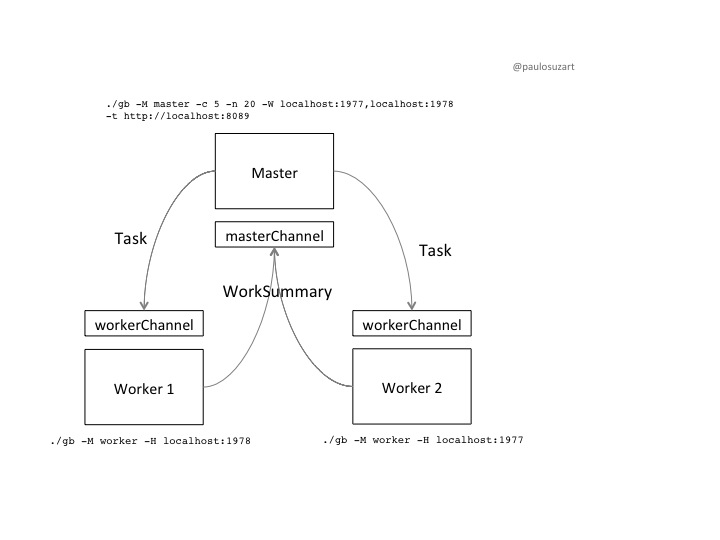 @paulosuzart
./gb -M master -c 5 -n 20 -W localhost:1977,localhost:1978
-t http://localhost:8089
Master
masterChannel
Task
Task
WorkSummary
workerChannel
workerChannel
Worker 1
Worker 2
./gb -M worker -H localhost:1978
./gb -M worker -H localhost:1977